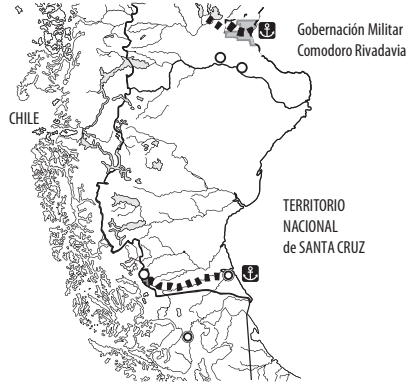 Gobernación Militar
Comodoro Rivadavia
CHILE
TERRITORIO
NACIONAL
de SANTA CRUZ